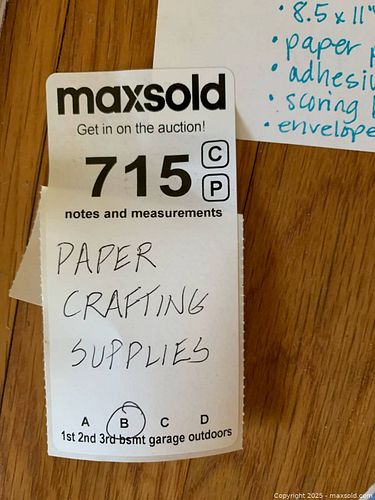 • 8.5 x 11"
• paper
• adhesi
• scoring
• envelope
maxsold
Get in on the auction!
715 C
P
notes and measurements
PAPER
CRAFTING
SUPPLIES
A B C D
1st 2nd 3rd bsmt garage outdoors
Copyright 2025 - maxsold.com